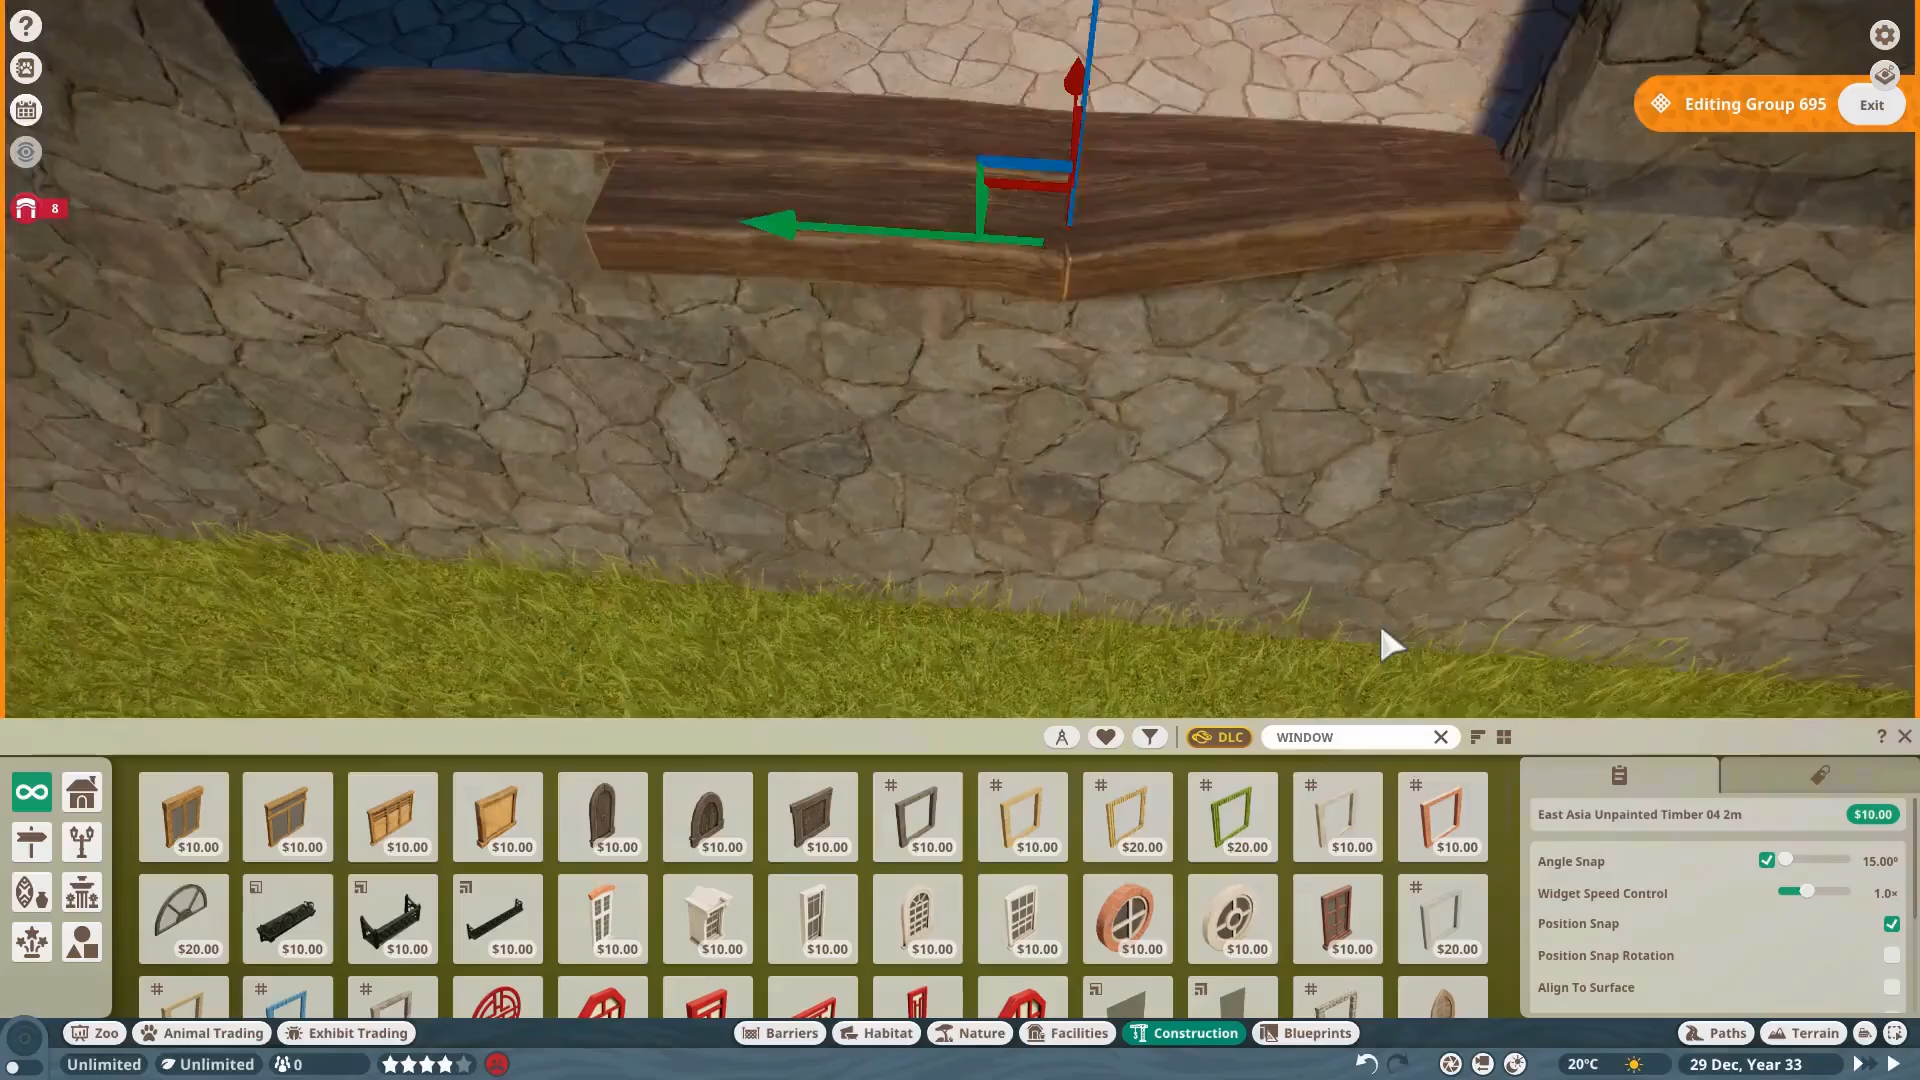 Editing Group 695
Exit
8
DLC
WINDOW
?
$10.00 $10.00 $10.00 $10.00 $10.00 $10.00 $10.00 $10.00 $10.00 $20.00 $20.00 $10.00 $10.00
$20.00 $10.00 $10.00 $10.00 $10.00 $10.00 $10.00 $10.00 $10.00 $10.00 $10.00 $10.00 $20.00
East Asia Unpainted Timber 04 2m $10.00
Angle Snap 15.00°
Widget Speed Control 1.0×
Position Snap
Position Snap Rotation
Align To Surface
Zoo Animal Trading Exhibit Trading Barriers Habitat Nature Facilities Construction Blueprints Paths Terrain
Unlimited Unlimited 0 20°C 29 Dec, Year 33